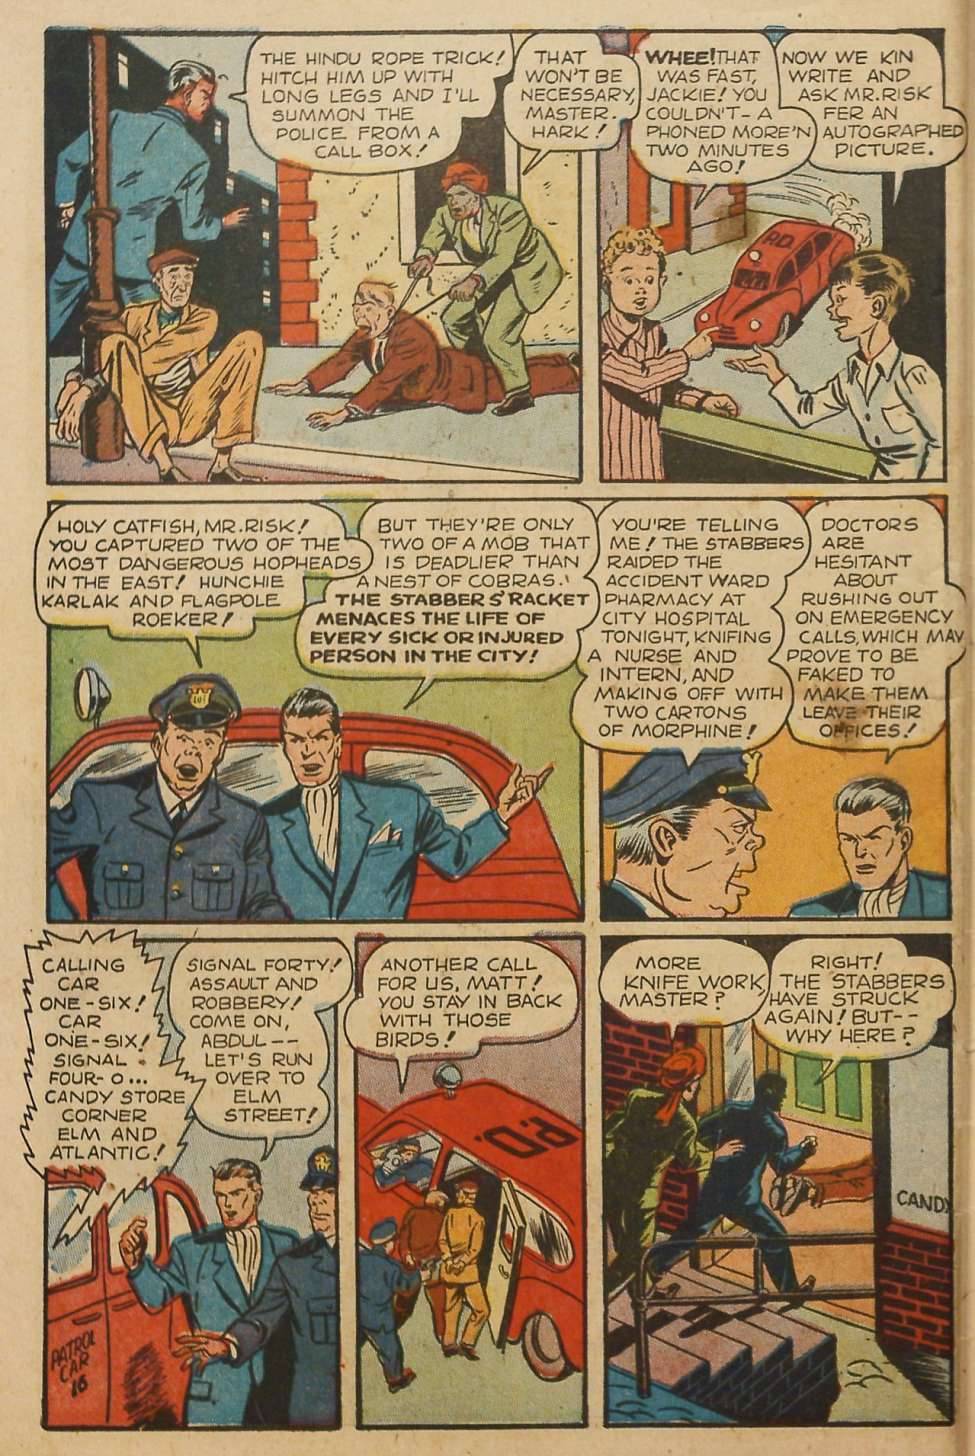 THE HINDU ROPE TRICK!
HITCH HIM UP WITH
LONG LEGS AND I'LL
SUMMON THE
POLICE FROM A
CALL BOX!
THAT
WON'T BE
NECESSARY,
MASTER.
HARK!
WHEE! THAT
WAS FAST,
JACKIE! YOU
COULDN'T - A
PHONED MORE'N
TWO MINUTES
AGO!
NOW WE KIN
WRITE AND
ASK MR. RISK
FER AN
AUTOGRAPHED
PICTURE.
P.D.
HOLY CATFISH, MR. RISK!
YOU CAPTURED TWO OF THE
MOST DANGEROUS HOPHEADS
IN THE EAST! HUNCHIE
KARLAK AND FLAGPOLE
ROEKER!
BUT THEY'RE ONLY
TWO OF A MOB THAT
IS DEADLIER THAN
A NEST OF COBRAS!
THE STABBERS' RACKET
MENACES THE LIFE OF
EVERY SICK OR INJURED
PERSON IN THE CITY!
YOU'RE TELLING
ME! THE STABBERS
RAIDED THE
ACCIDENT WARD
PHARMACY AT
CITY HOSPITAL
TONIGHT, KNIFING
A NURSE AND
INTERN, AND
MAKING OFF WITH
TWO CARTONS
OF MORPHINE!
DOCTORS
ARE
HESITANT
ABOUT
RUSHING OUT
ON EMERGENCY
CALLS, WHICH MAY
PROVE TO BE
FAKED TO
MAKE THEM
LEAVE THEIR
OFFICES!
CALLING
CAR
ONE-SIX!
CAR
ONE-SIX!
SIGNAL
FOUR-O...
CANDY STORE
CORNER
ELM AND
ATLANTIC!
SIGNAL FORTY!
ASSAULT AND
ROBBERY!
COME ON,
ABDUL--
LET'S RUN
OVER TO
ELM
STREET!
PATROL
CAR
16
ANOTHER CALL
FOR US, MATT!
YOU STAY IN BACK
WITH THOSE
BIRDS!
P.D.
MORE
KNIFE WORK
MASTER?
RIGHT!
THE STABBERS
HAVE STRUCK
AGAIN! BUT--
WHY HERE?
CANDY